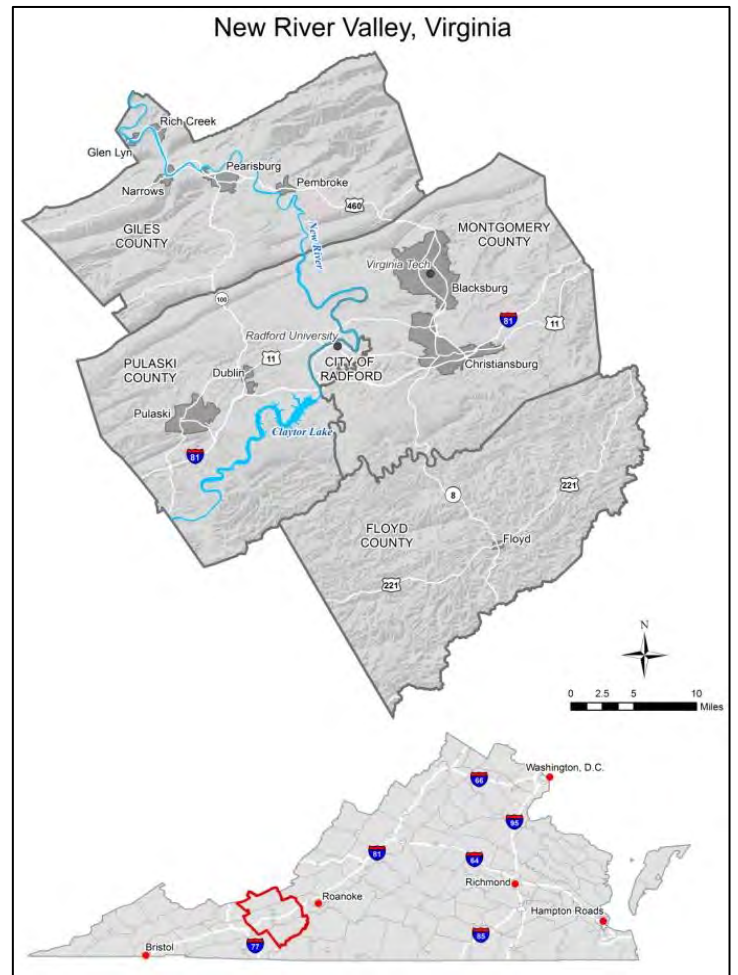 New River Valley, Virginia
Rich Creek
Glen Lyn
Pearisburg
Narrows
Pembroke
460
GILES
COUNTY
New River
MONTGOMERY
COUNTY
Virginia Tech
Blacksburg
100
81
11
Radford University
11
PULASKI
COUNTY
CITY OF
RADFORD
Christiansburg
Dublin
Pulaski
Claytor Lake
81
8
221
FLOYD
COUNTY
Floyd
221
N
0 2.5 5 10
Miles
Washington, D.C.
66
95
81
64
Roanoke
Richmond
Hampton Roads
77
85
Bristol